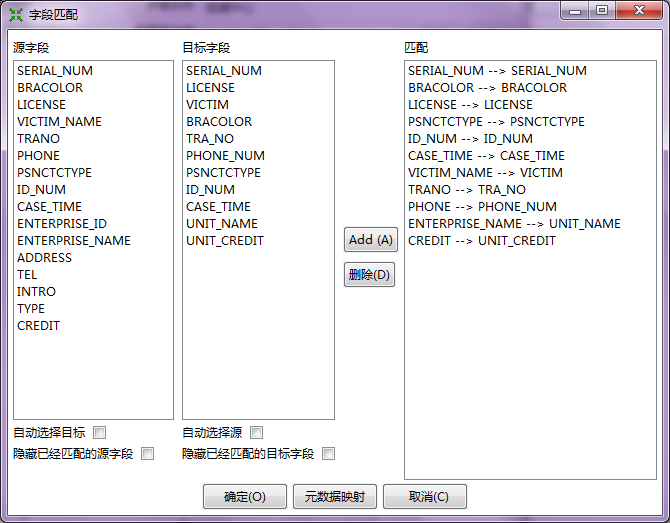 字段匹配
源字段
SERIAL_NUM
BRACOLOR
LICENSE
VICTIM_NAME
TRANO
PHONE
PSNCTCTYPE
ID_NUM
CASE_TIME
ENTERPRISE_ID
ENTERPRISE_NAME
ADDRESS
TEL
INTRO
TYPE
CREDIT
自动选择目标
隐藏已经匹配的源字段
目标字段
SERIAL_NUM
LICENSE
VICTIM
BRACOLOR
TRA_NO
PHONE_NUM
PSNCTCTYPE
ID_NUM
CASE_TIME
UNIT_NAME
UNIT_CREDIT
自动选择源
隐藏已经匹配的目标字段
Add (A)
删除(D)
匹配
SERIAL_NUM --> SERIAL_NUM
BRACOLOR --> BRACOLOR
LICENSE --> LICENSE
PSNCTCTYPE --> PSNCTCTYPE
ID_NUM --> ID_NUM
CASE_TIME --> CASE_TIME
VICTIM_NAME --> VICTIM
TRANO --> TRA_NO
PHONE --> PHONE_NUM
ENTERPRISE_NAME --> UNIT_NAME
CREDIT --> UNIT_CREDIT
确定(O)
元数据映射
取消(C)